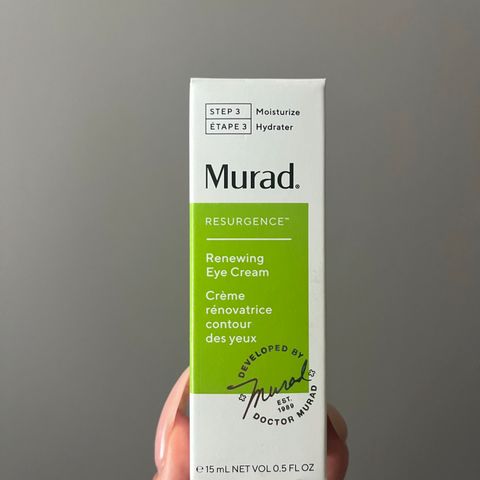 STEP 3 Moisturize
ÉTAPE 3 Hydrater
Murad.
RESURGENCE™
Renewing
Eye Cream
Crème
rénovatrice
contour
des yeux
DEVELOPED BY
Murad
EST.
1989
DOCTOR MURAD
℮ 15 mL NET VOL 0.5 FL OZ